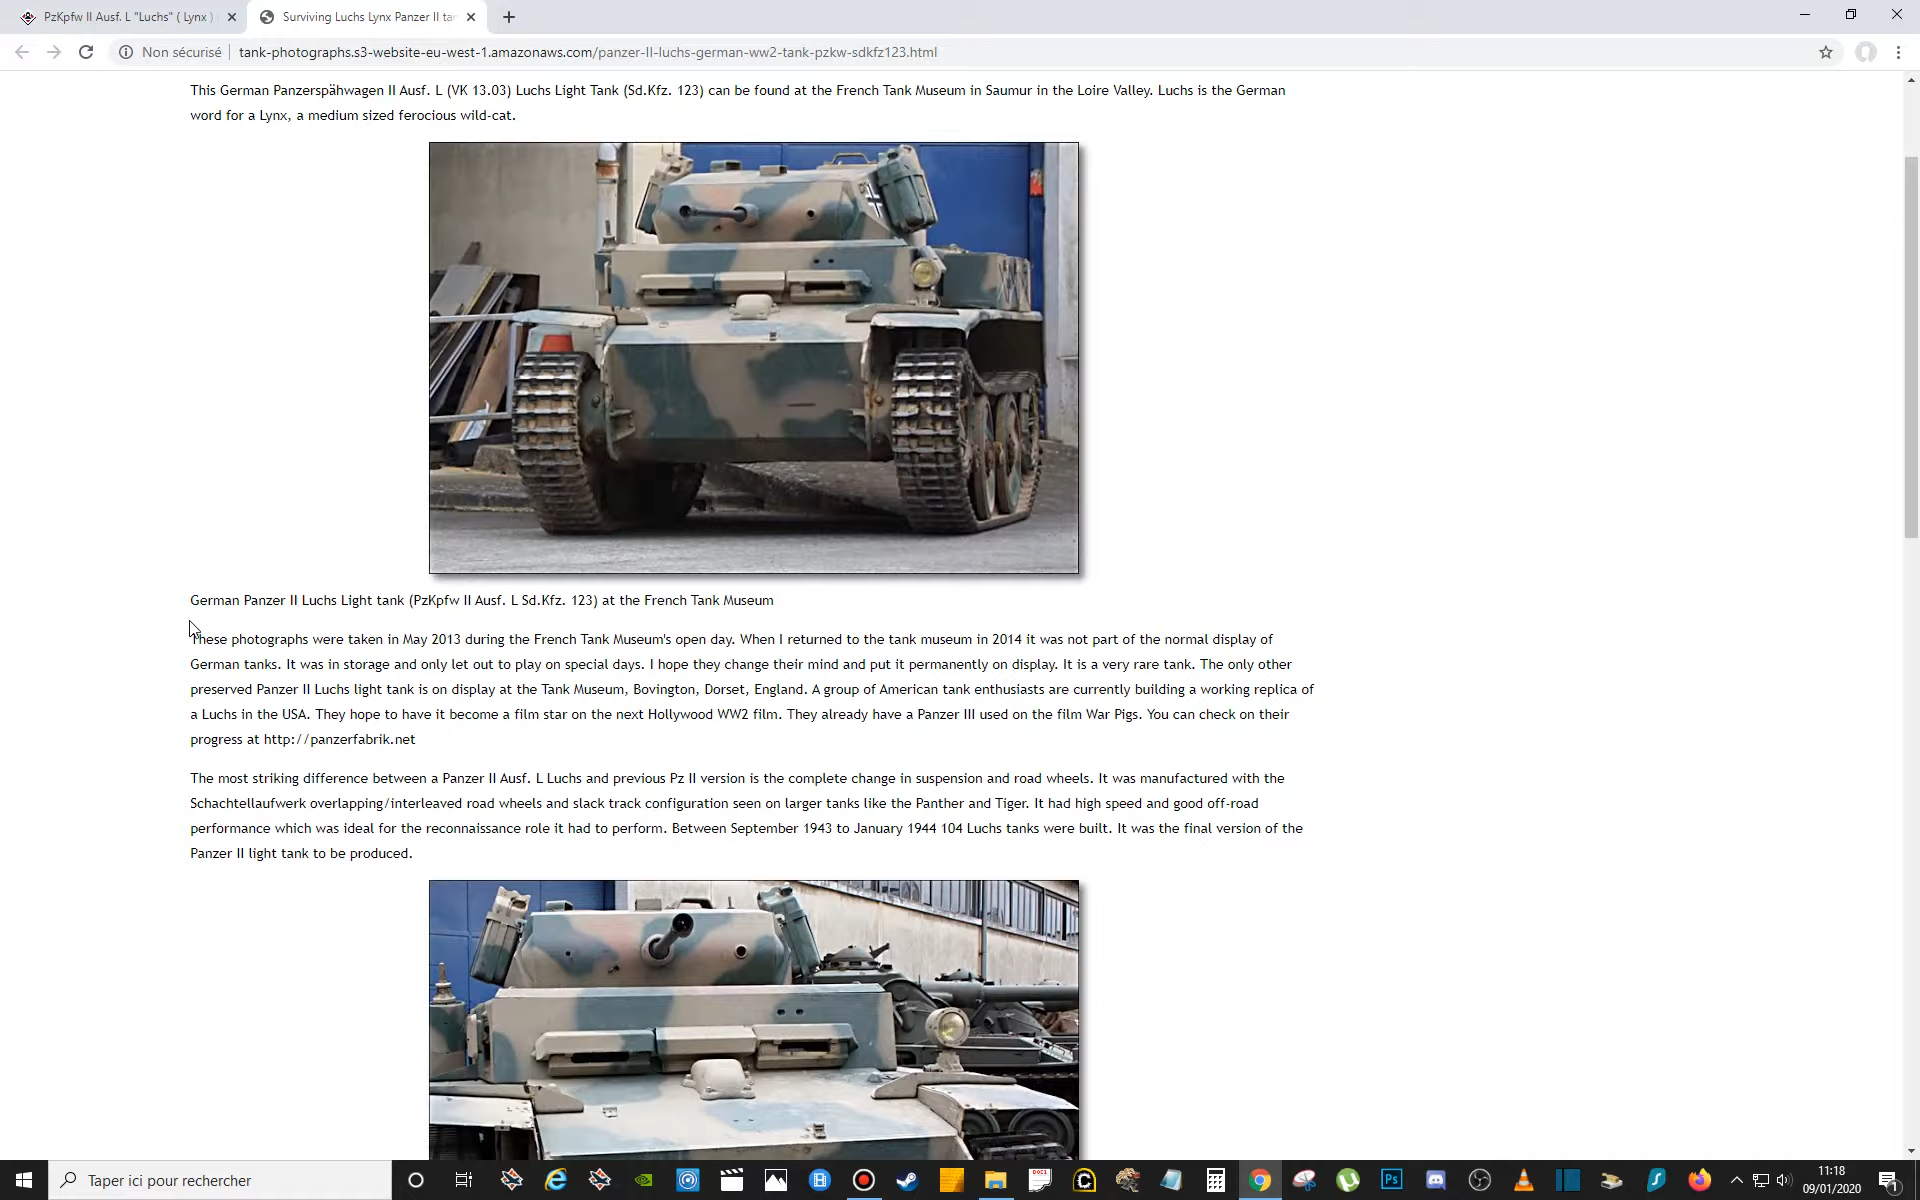 PzKpfw II Ausf. L "Luchs" ( Lynx )
Surviving Luchs Lynx Panzer II tan
Non sécurisé
tank-photographs.s3-website-eu-west-1.amazonaws.com/panzer-II-luchs-german-ww2-tank-pzkw-sdkfz123.html
This German Panzerspähwagen II Ausf. L (VK 13.03) Luchs Light Tank (Sd.Kfz. 123) can be found at the French Tank Museum in Saumur in the Loire Valley. Luchs is the German
word for a Lynx, a medium sized ferocious wild-cat.
German Panzer II Luchs Light tank (PzKpfw II Ausf. L Sd.Kfz. 123) at the French Tank Museum
These photographs were taken in May 2013 during the French Tank Museum's open day. When I returned to the tank museum in 2014 it was not part of the normal display of
German tanks. It was in storage and only let out to play on special days. I hope they change their mind and put it permanently on display. It is a very rare tank. The only other
preserved Panzer II Luchs light tank is on display at the Tank Museum, Bovington, Dorset, England. A group of American tank enthusiasts are currently building a working replica of
a Luchs in the USA. They hope to have it become a film star on the next Hollywood WW2 film. They already have a Panzer III used on the film War Pigs. You can check on their
progress at http://panzerfabrik.net
The most striking difference between a Panzer II Ausf. L Luchs and previous Pz II version is the complete change in suspension and road wheels. It was manufactured with the
Schachtellaufwerk overlapping/interleaved road wheels and slack track configuration seen on larger tanks like the Panther and Tiger. It had high speed and good off-road
performance which was ideal for the reconnaissance role it had to perform. Between September 1943 to January 1944 104 Luchs tanks were built. It was the final version of the
Panzer II light tank to be produced.
Taper ici pour rechercher
DOC1
Ps
11:18
09/01/2020
1